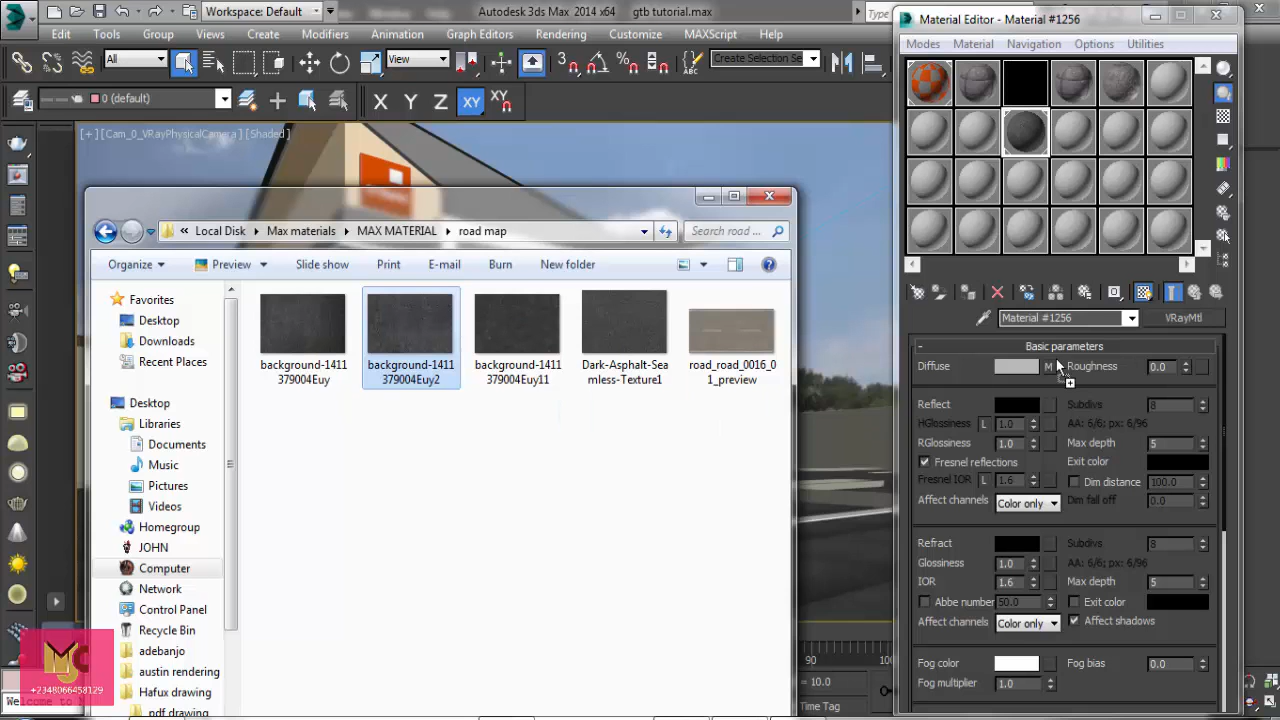 Workspace: Default
Autodesk 3ds Max 2014 x64
gtb tutorial.max
Type
Edit
Tools
Group
Views
Create
Modifiers
Animation
Graph Editors
Rendering
Customize
MAXScript
Help
All
View
Create Selection Se
0 (default)
X
Y
Z
XY
XY
[+] [Cam_0_VRayPhysicalCamera] [Shaded]
Local Disk
Max materials
MAX MATERIAL
road map
Search road ...
Organize
Preview
Slide show
Print
E-mail
Burn
New folder
Favorites
Desktop
Downloads
Recent Places
Desktop
Libraries
Documents
Music
Pictures
Videos
Homegroup
JOHN
Computer
Network
Control Panel
Recycle Bin
adebanjo
austin rendering
Hafux drawing
pdf drawing
background-1411
379004Euy
background-1411
379004Euy2
background-1411
379004Euy11
Dark-Asphalt-Sea
mless-Texture1
road_road_0016_0
1_preview
+2348066458129
Welcome to M
90
100
= 10.0
Time Tag
Material Editor - Material #1256
Modes
Material
Navigation
Options
Utilities
Material #1256
VRayMtl
Basic parameters
Diffuse
M
Roughness
0.0
Reflect
Subdivs
8
HGlossiness
L
1.0
AA: 6/6; px: 6/96
RGlossiness
1.0
Max depth
5
Fresnel reflections
Exit color
Fresnel IOR
L
1.6
Dim distance
100.0
Affect channels
Color only
Dim fall off
0.0
Refract
Subdivs
8
Glossiness
1.0
AA: 6/6; px: 6/96
IOR
1.6
Max depth
5
Abbe number
50.0
Exit color
Affect channels
Color only
Affect shadows
Fog color
Fog bias
0.0
Fog multiplier
1.0